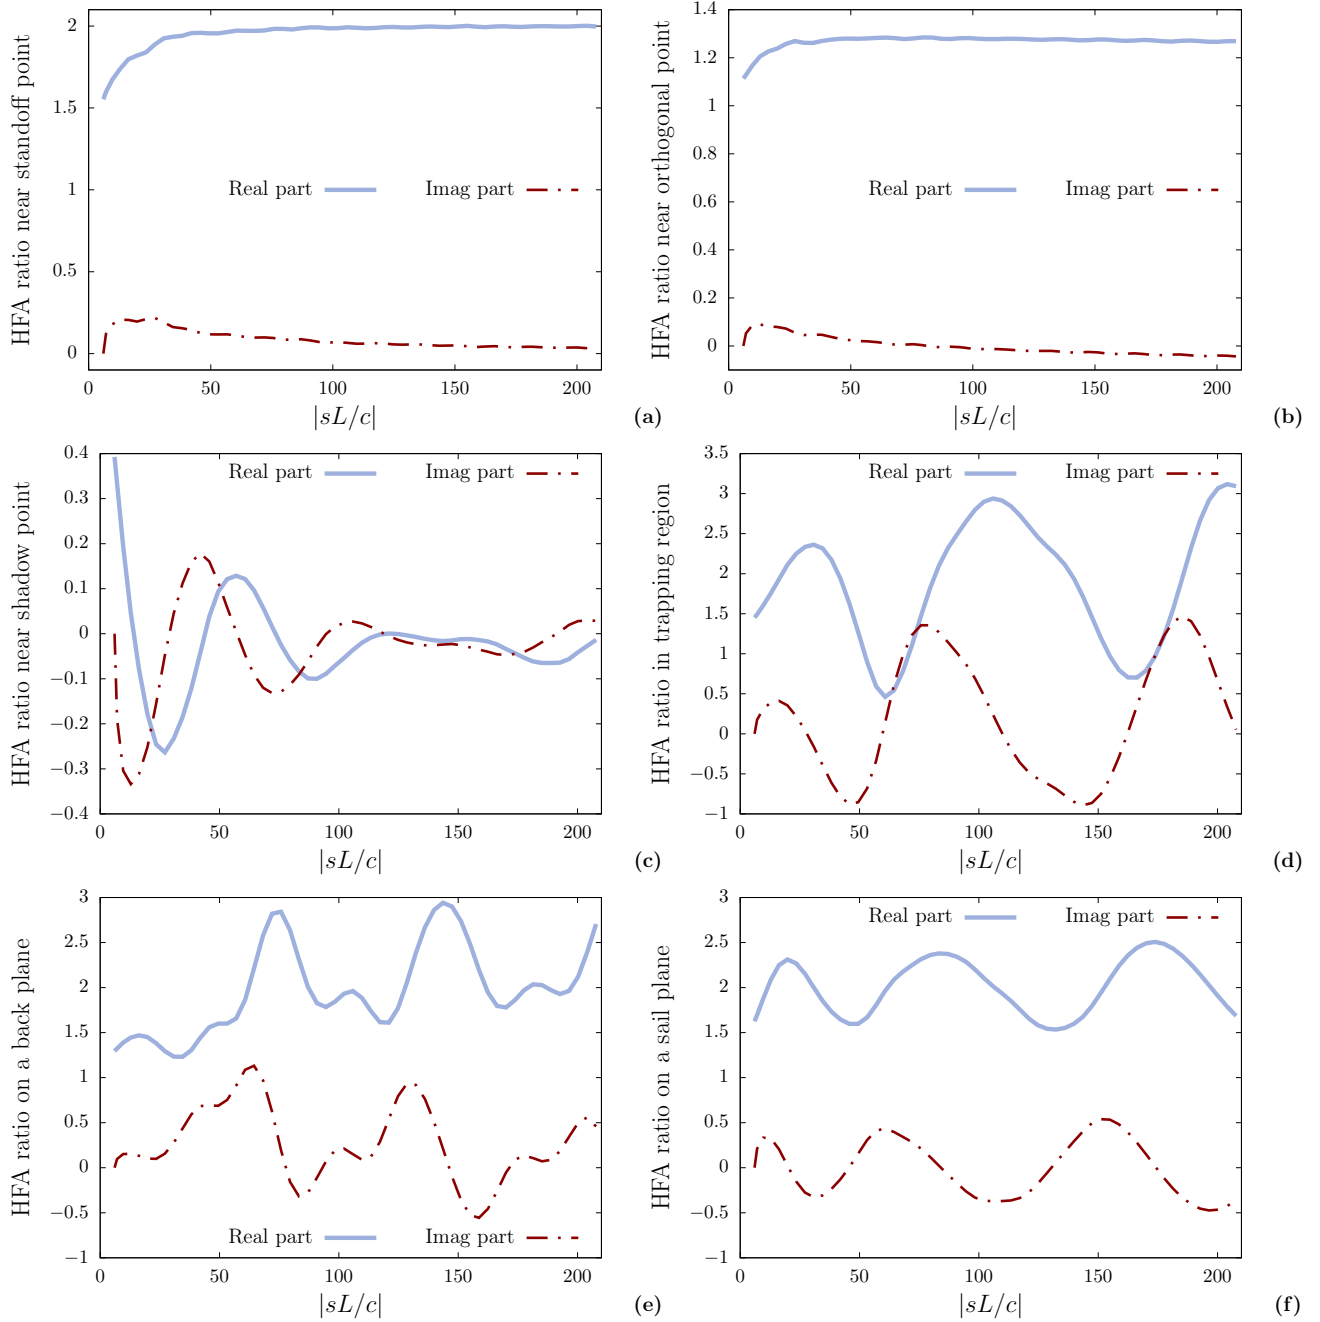 HFA ratio near standoff point
2
1.5
1
0.5
0
Real part
Imag part
0 50 100 150 200
|sL/c|
(a)
HFA ratio near orthogonal point
1.4
1.2
1
0.8
0.6
0.4
0.2
0
Real part
Imag part
0 50 100 150 200
|sL/c|
(b)
HFA ratio near shadow point
0.4
0.3
0.2
0.1
0
−0.1
−0.2
−0.3
−0.4
Real part
Imag part
0 50 100 150 200
|sL/c|
(c)
HFA ratio in trapping region
3.5
3
2.5
2
1.5
1
0.5
0
−0.5
−1
Real part
Imag part
0 50 100 150 200
|sL/c|
(d)
HFA ratio on a back plane
3
2.5
2
1.5
1
0.5
0
−0.5
−1
Real part
Imag part
0 50 100 150 200
|sL/c|
(e)
HFA ratio on a sail plane
3
2.5
2
1.5
1
0.5
0
−0.5
−1
Real part
Imag part
0 50 100 150 200
|sL/c|
(f)